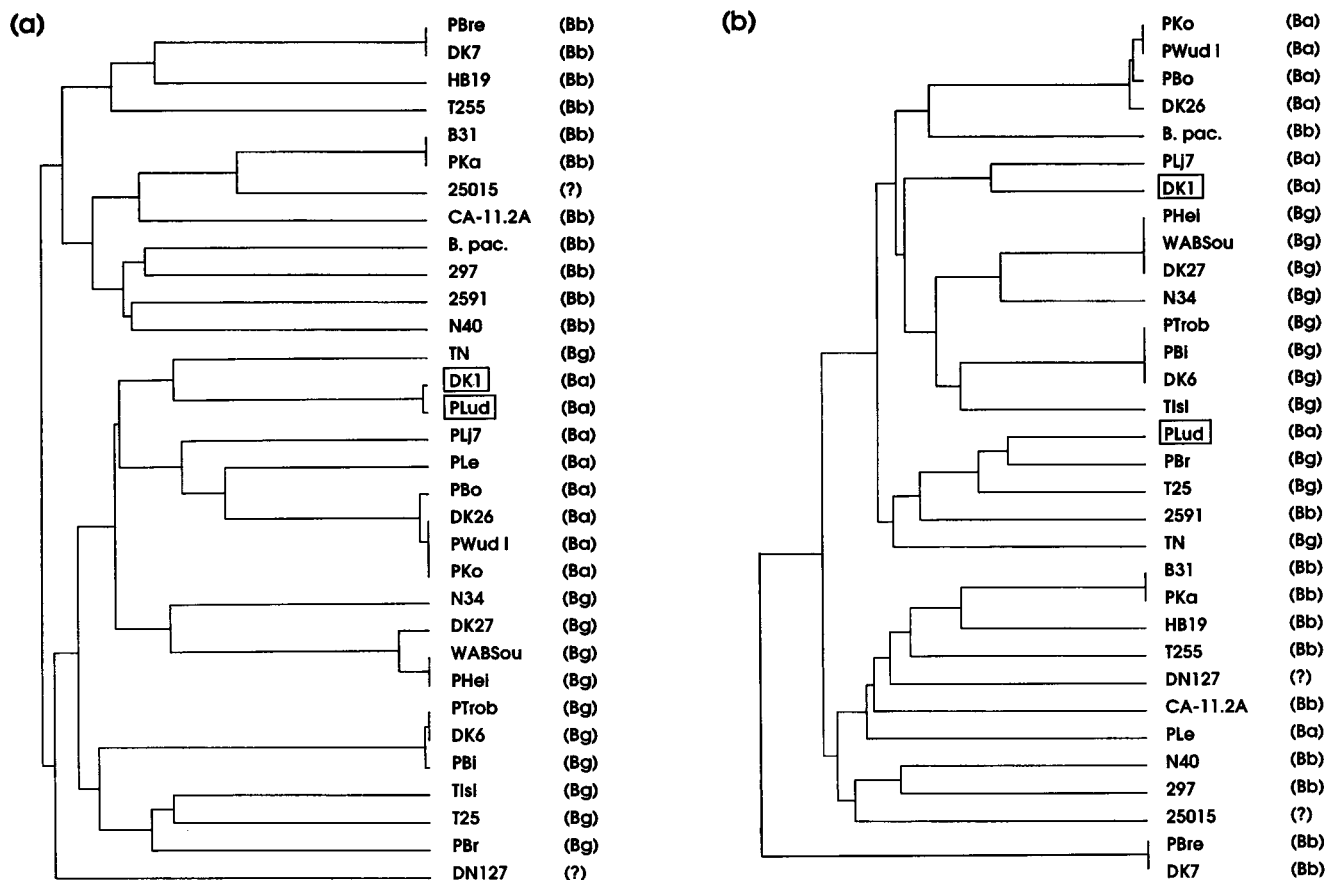 (a)
PBre (Bb)
DK7 (Bb)
HB19 (Bb)
T255 (Bb)
B31 (Bb)
PKa (Bb)
25015 (?)
CA-11.2A (Bb)
B. pac. (Bb)
297 (Bb)
2591 (Bb)
N40 (Bb)
TN (Bg)
DK1 (Ba)
PLud (Ba)
PLj7 (Ba)
PLe (Ba)
PBo (Ba)
DK26 (Ba)
PWud I (Ba)
PKo (Ba)
N34 (Bg)
DK27 (Bg)
WABSou (Bg)
PHei (Bg)
PTrob (Bg)
DK6 (Bg)
PBi (Bg)
TIsI (Bg)
T25 (Bg)
PBr (Bg)
DN127 (?)
(b)
PKo (Ba)
PWud I (Ba)
PBo (Ba)
DK26 (Ba)
B. pac. (Bb)
PLj7 (Ba)
DK1 (Ba)
PHei (Bg)
WABSou (Bg)
DK27 (Bg)
N34 (Bg)
PTrob (Bg)
PBi (Bg)
DK6 (Bg)
TIsI (Bg)
PLud (Ba)
PBr (Bg)
T25 (Bg)
2591 (Bb)
TN (Bg)
B31 (Bb)
PKa (Bb)
HB19 (Bb)
T255 (Bb)
DN127 (?)
CA-11.2A (Bb)
PLe (Ba)
N40 (Bb)
297 (Bb)
25015 (?)
PBre (Bb)
DK7 (Bb)